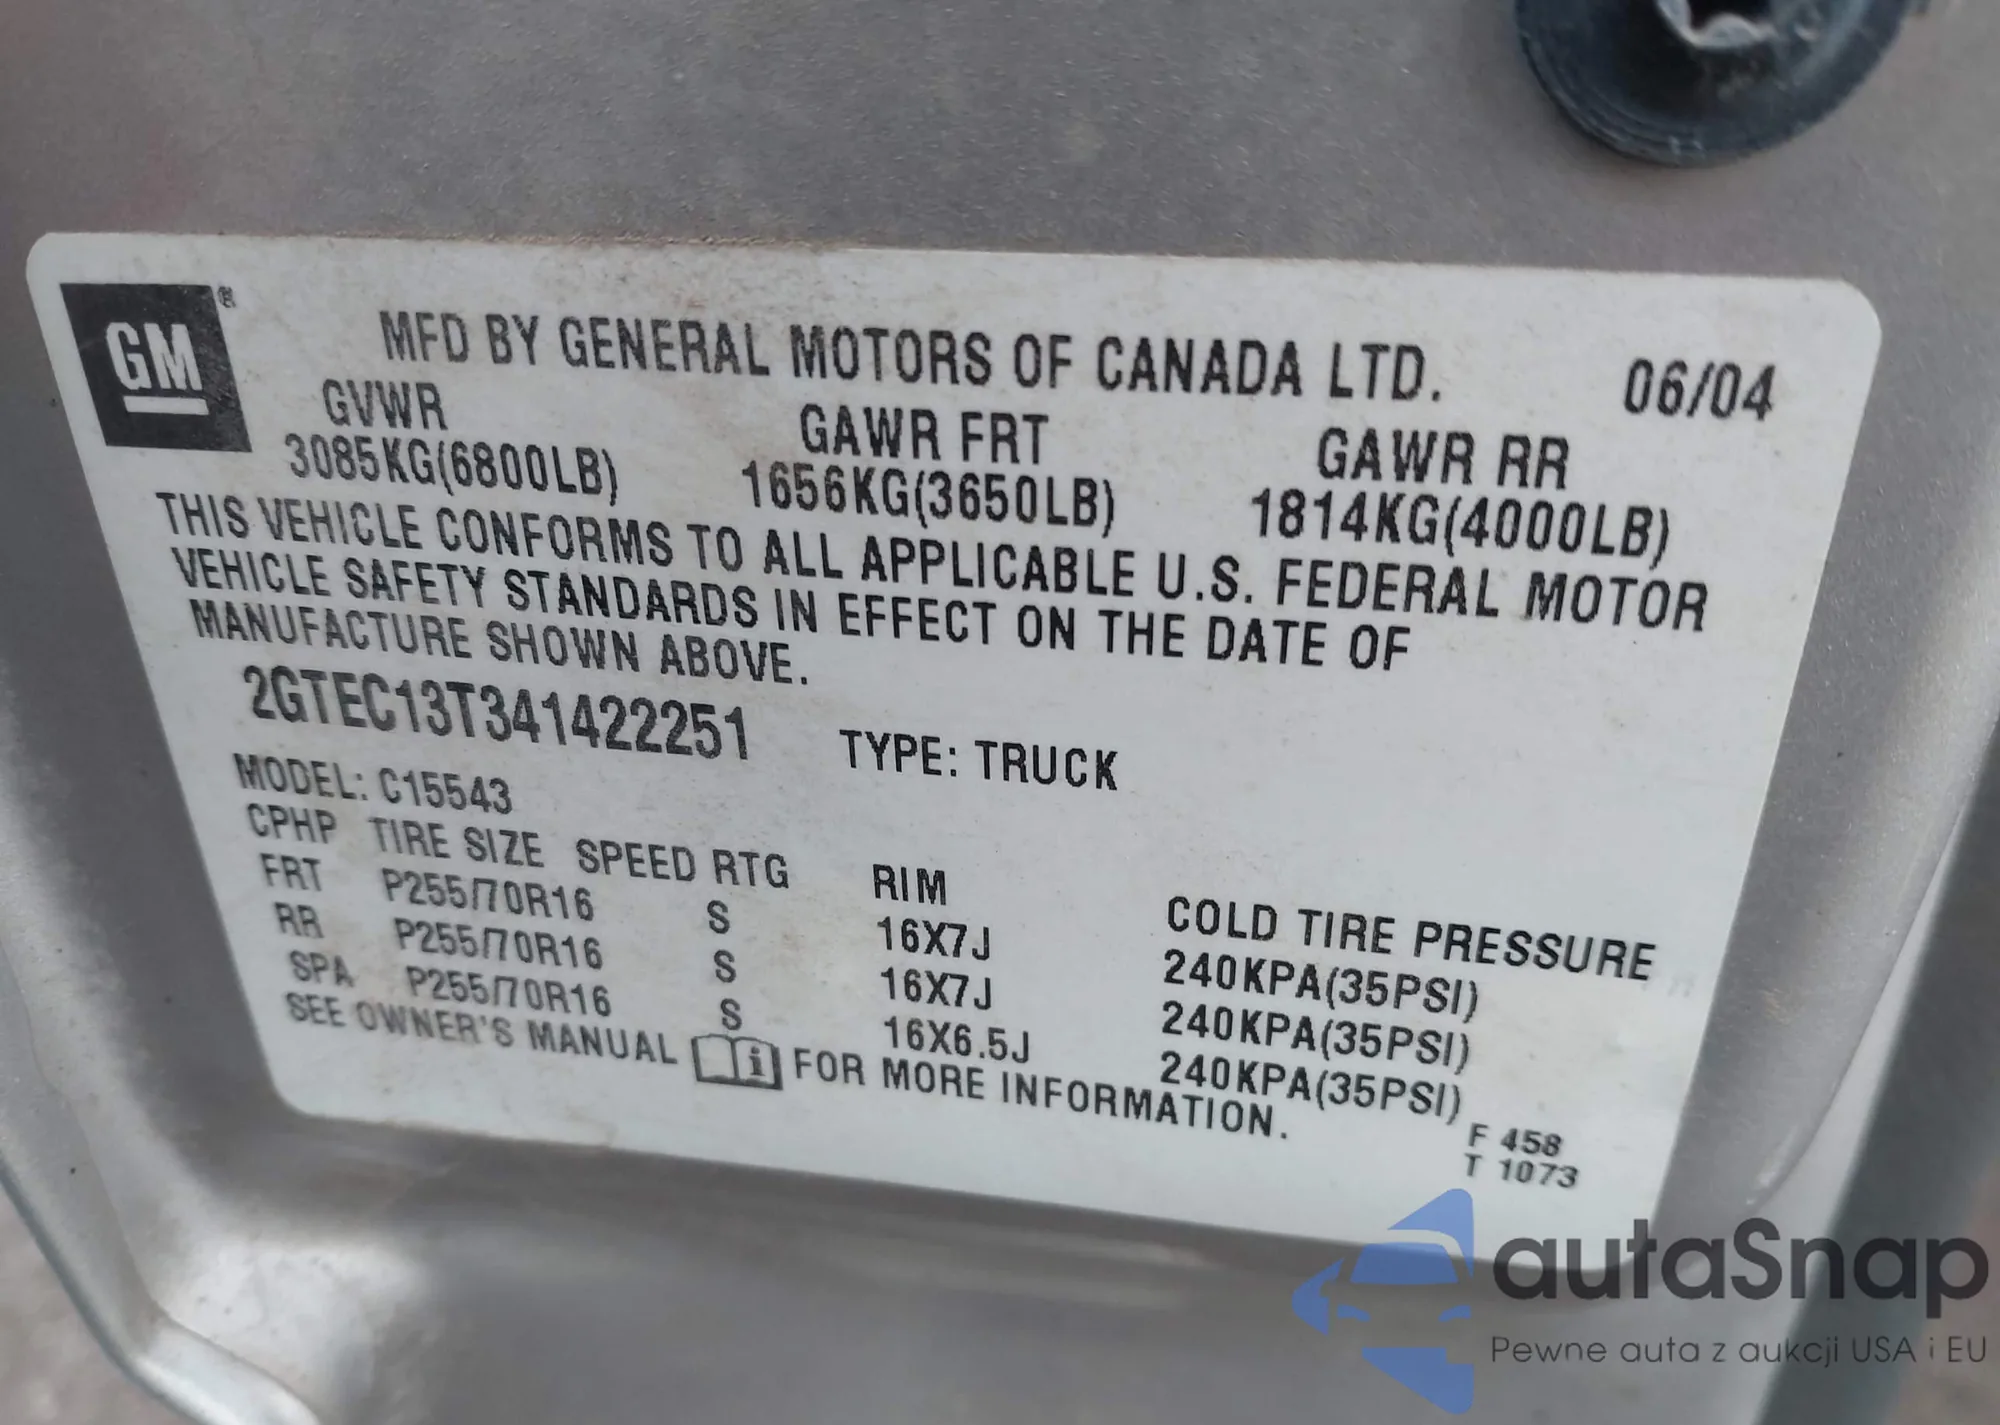 GM®
MFD BY GENERAL MOTORS OF CANADA LTD. 06/04
GVWR GAWR FRT GAWR RR
3085KG(6800LB) 1656KG(3650LB) 1814KG(4000LB)
THIS VEHICLE CONFORMS TO ALL APPLICABLE U.S. FEDERAL MOTOR
VEHICLE SAFETY STANDARDS IN EFFECT ON THE DATE OF
MANUFACTURE SHOWN ABOVE.
2GTEC13T341422251 TYPE: TRUCK
MODEL: C15543
CPHP TIRE SIZE SPEED RTG RIM COLD TIRE PRESSURE
FRT P255/70R16 S 16X7J 240KPA(35PSI)
RR P255/70R16 S 16X7J 240KPA(35PSI)
SPA P255/70R16 S 16X6.5J 240KPA(35PSI)
SEE OWNER'S MANUAL i FOR MORE INFORMATION.
F 458
T 1073
autaSnap
Pewne auta z aukcji USA i EU